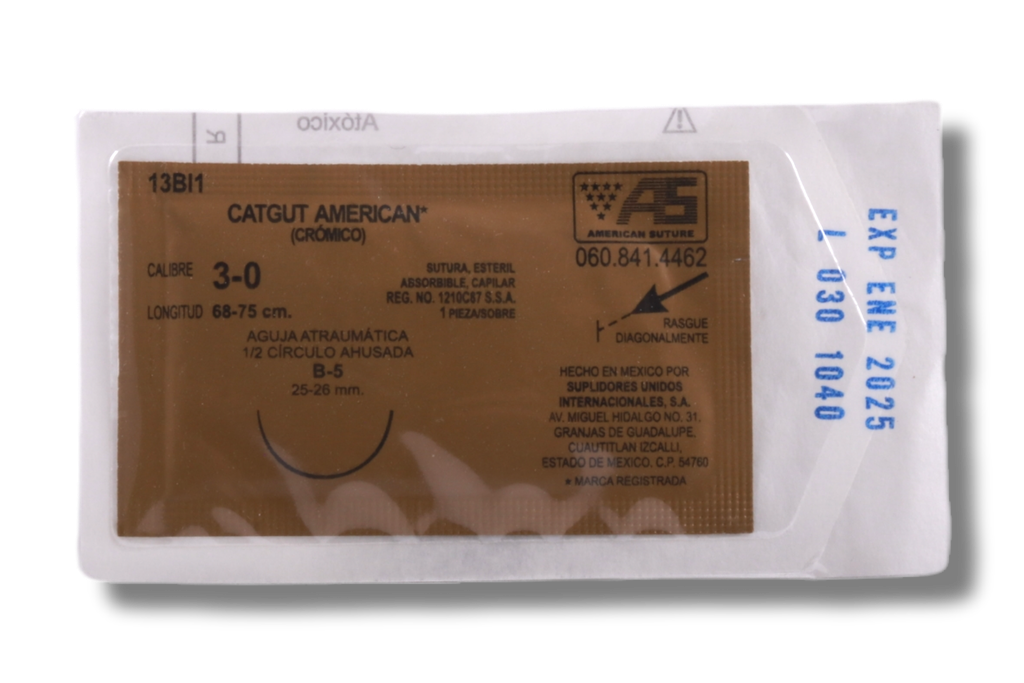 Atóxico
R
13BI1
CATGUT AMERICAN*
(CRÓMICO)
CALIBRE 3-0
LONGITUD 68-75 cm.
SUTURA, ESTERIL
ABSORBIBLE, CAPILAR
REG. NO. 1210C87 S.S.A.
1 PIEZA/SOBRE
AGUJA ATRAUMÁTICA
1/2 CÍRCULO AHUSADA
B-5
25-26 mm.
AS
AMERICAN SUTURE
060.841.4462
RASGUE
DIAGONALMENTE
HECHO EN MEXICO POR
SUPLIDORES UNIDOS
INTERNACIONALES, S.A.
AV. MIGUEL HIDALGO NO. 31,
GRANJAS DE GUADALUPE,
CUAUTITLAN IZCALLI,
ESTADO DE MEXICO. C.P. 54760
* MARCA REGISTRADA
EXP ENE 2025
L 030 1040